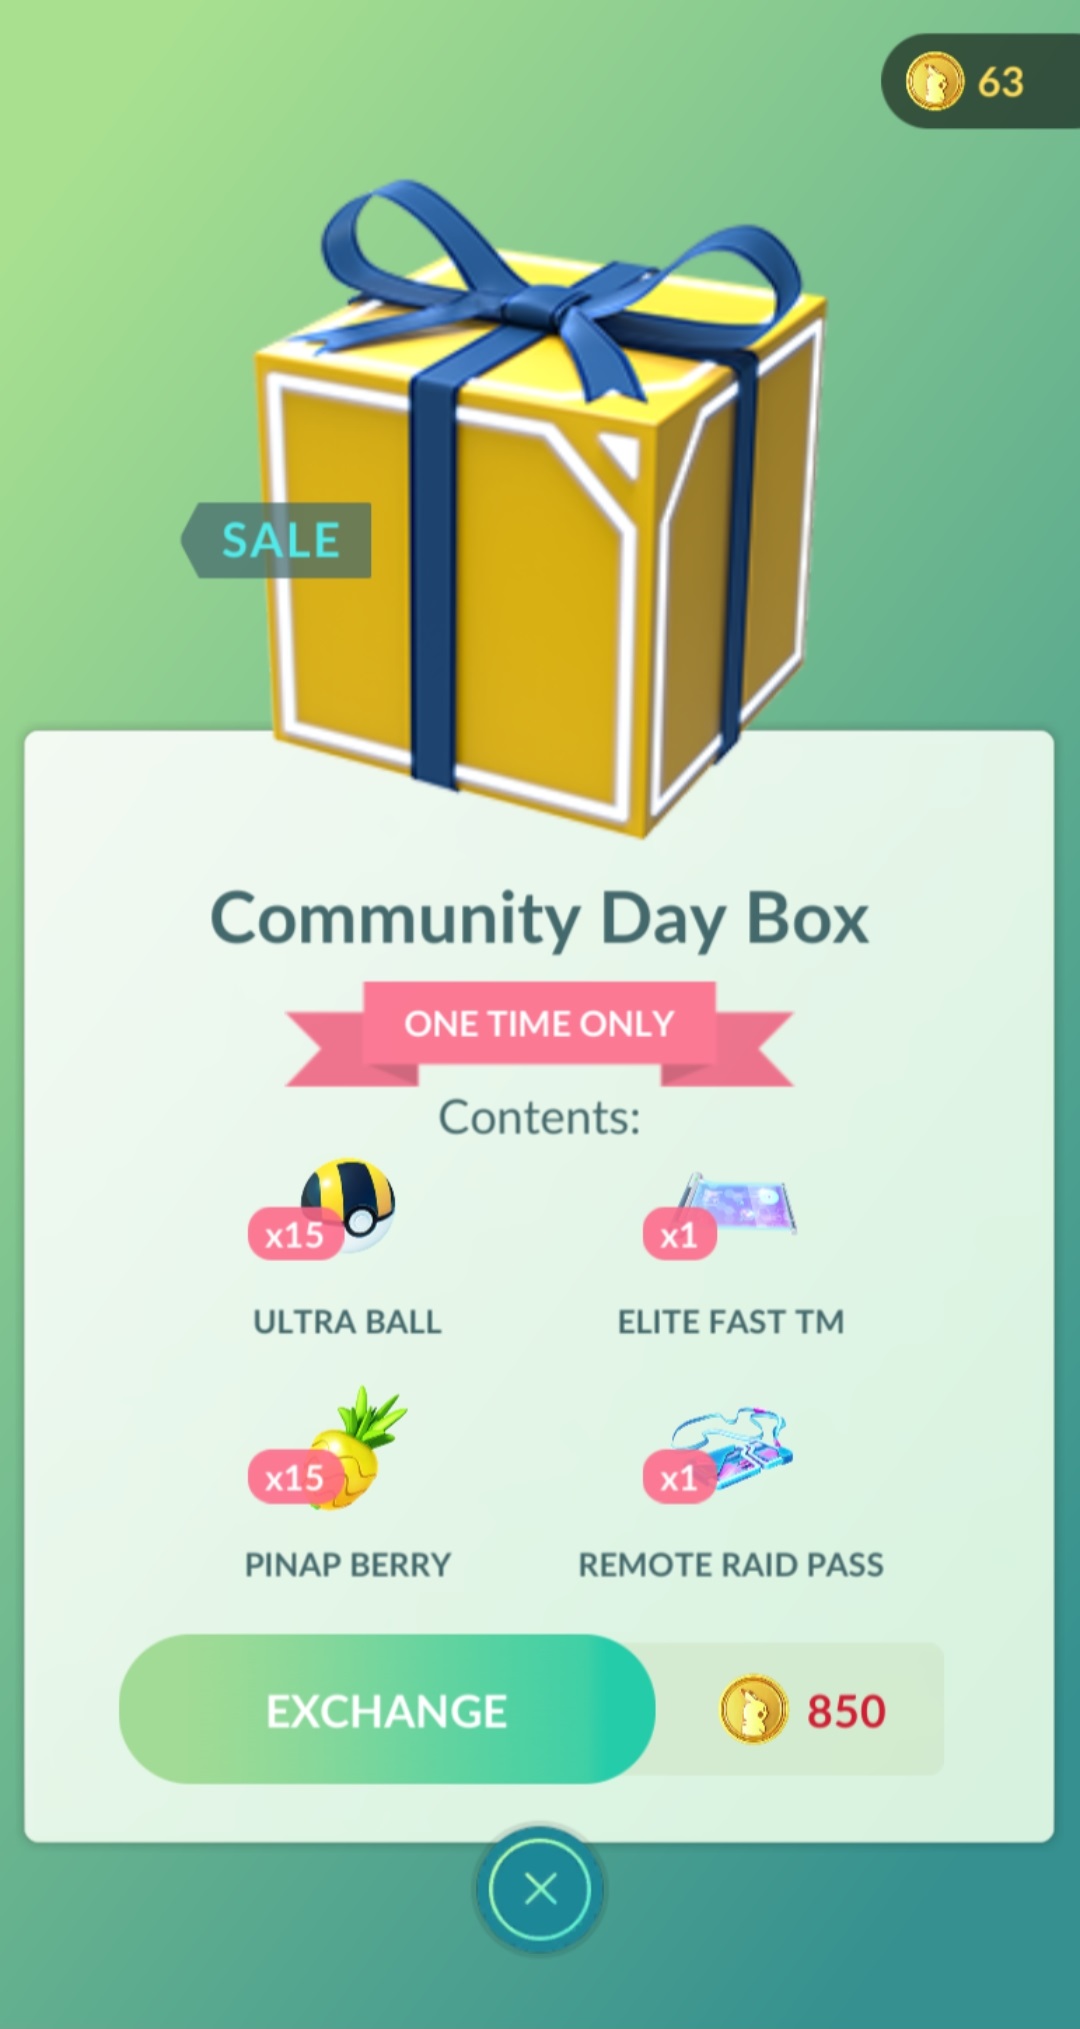 63
SALE
Community Day Box
ONE TIME ONLY
Contents:
x15
x1
ULTRA BALL
ELITE FAST TM
x15
x1
PINAP BERRY
REMOTE RAID PASS
EXCHANGE
850